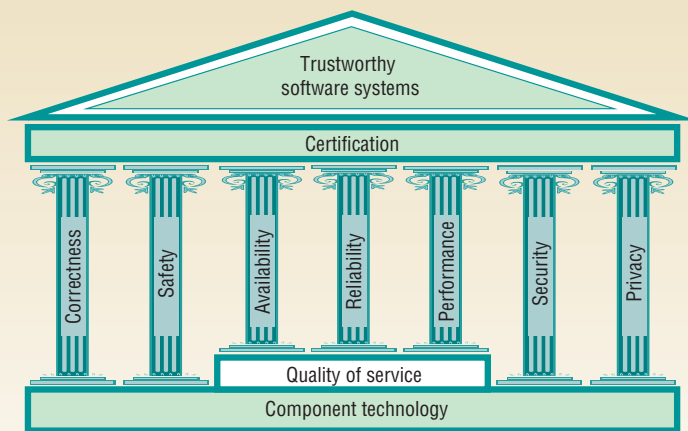 Trustworthy
software systems
Certification
Correctness
Safety
Availability
Reliability
Performance
Security
Privacy
Quality of service
Component technology